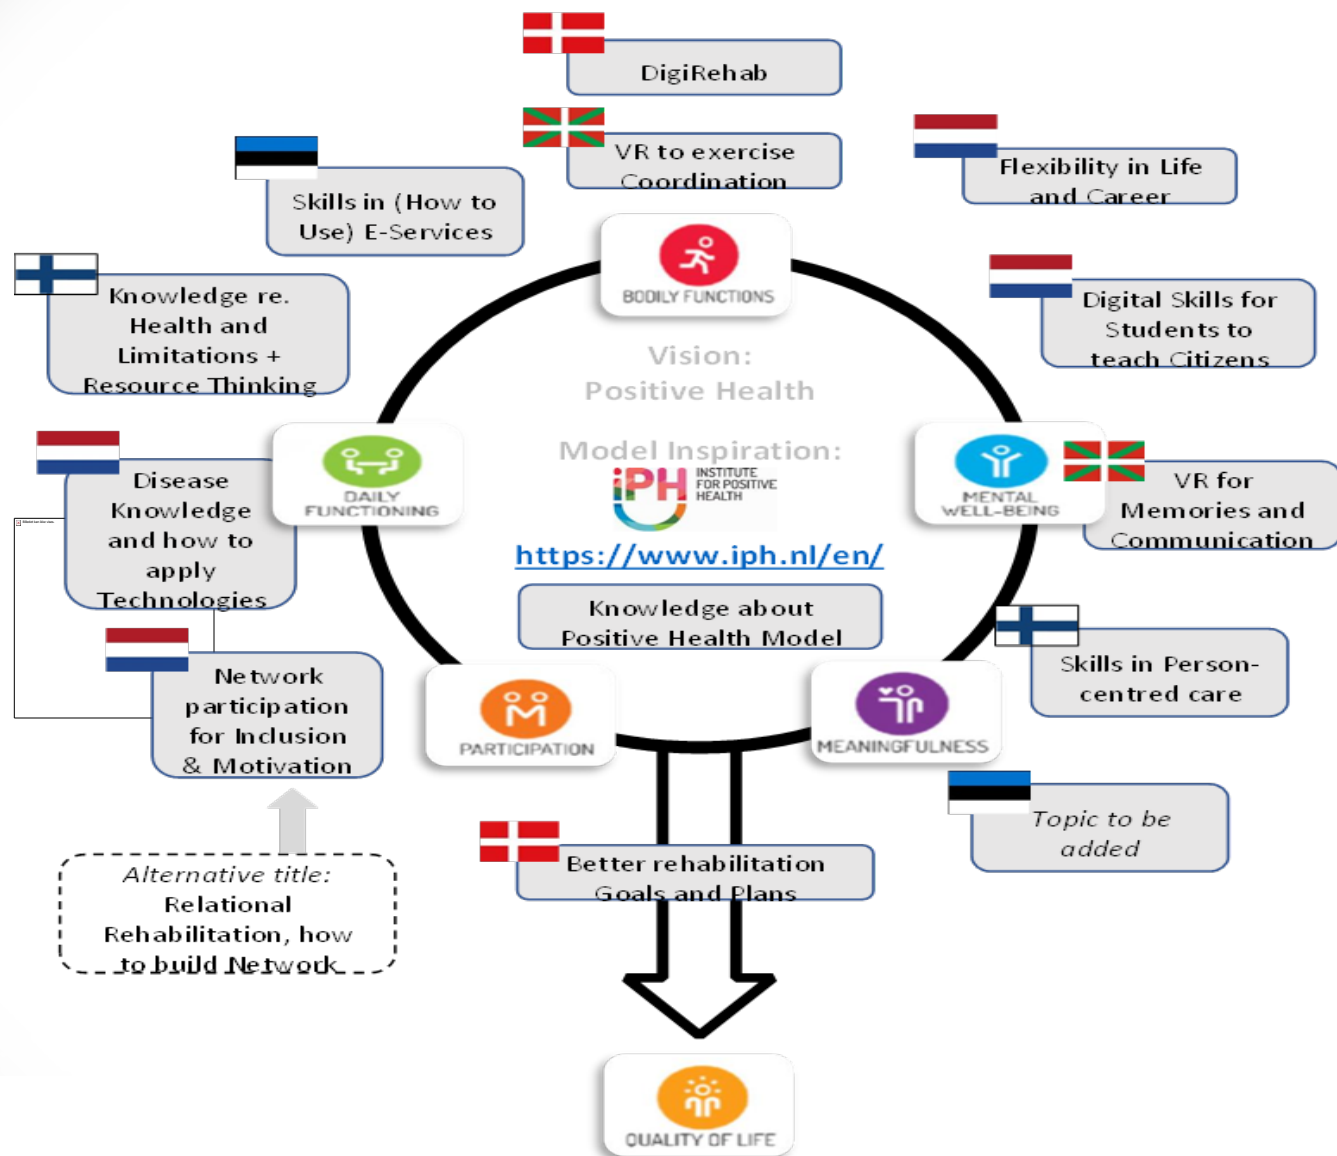 DigiRehab
VR to exercise
Coordination
Flexibility in Life
and Career
Skills in (How to
Use) E-Services
BODILY FUNCTIONS
Knowledge re.
Health and
Limitations +
Resource Thinking
Digital Skills for
Students to
teach Citizens
Vision:
Positive Health
Model Inspiration:
iPH
INSTITUTE
FOR POSITIVE
HEALTH
https://www.iph.nl/en/
Knowledge about
Positive Health Model
DAILY
FUNCTIONING
MENTAL
WELL-BEING
Disease
Knowledge
and how to
apply
Technologies
VR for
Memories and
Communication
Network
participation
for Inclusion
& Motivation
PARTICIPATION
MEANINGFULNESS
Skills in Person-
centred care
Topic to be
added
Better rehabilitation
Goals and Plans
Alternative title:
Relational
Rehabilitation, how
to build Network
QUALITY OF LIFE